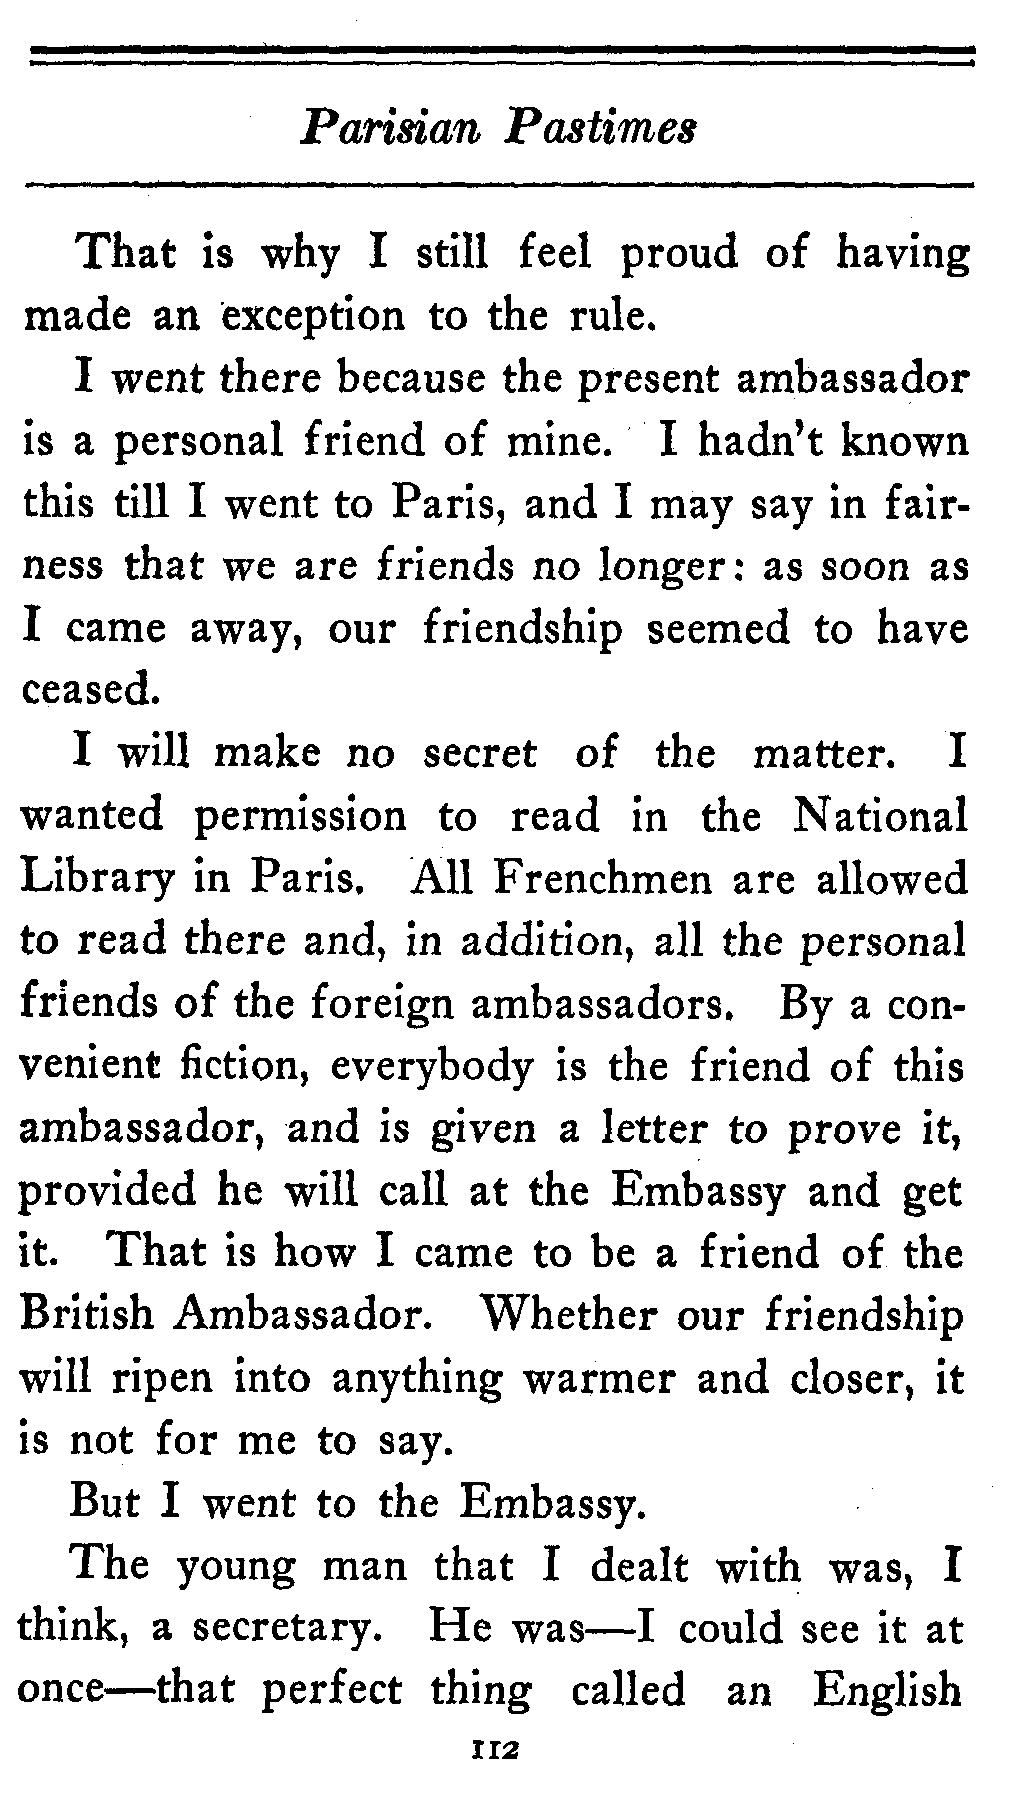 Parisian Pastimes
That is why I still feel proud of having
made an exception to the rule.
I went there because the present ambassador
is a personal friend of mine. I hadn't known
this till I went to Paris, and I may say in fair-
ness that we are friends no longer: as soon as
I came away, our friendship seemed to have
ceased.
I will make no secret of the matter. I
wanted permission to read in the National
Library in Paris. All Frenchmen are allowed
to read there and, in addition, all the personal
friends of the foreign ambassadors. By a con-
venient fiction, everybody is the friend of this
ambassador, and is given a letter to prove it,
provided he will call at the Embassy and get
it. That is how I came to be a friend of the
British Ambassador. Whether our friendship
will ripen into anything warmer and closer, it
is not for me to say.
But I went to the Embassy.
The young man that I dealt with was, I
think, a secretary. He was—I could see it at
once—that perfect thing called an English
112